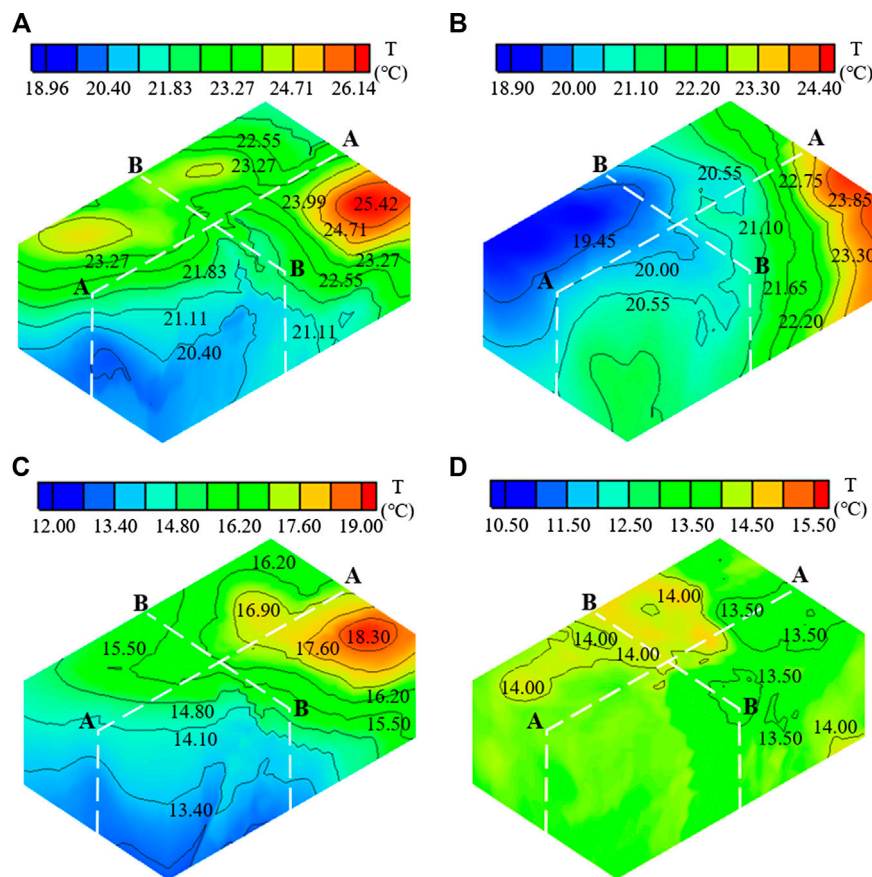 A
T
(°C)
18.96 20.40 21.83 23.27 24.71 26.14
A
B
22.55
23.27
23.99
25.42
24.71
23.27
23.27
21.83
B
22.55
A
21.11
21.11
20.40
B
T
(°C)
18.90 20.00 21.10 22.20 23.30 24.40
A
B
20.55
22.75
23.85
21.10
19.45
23.30
20.00
B
A
21.65
20.55
22.20
C
T
(°C)
12.00 13.40 14.80 16.20 17.60 19.00
16.20
A
B
16.90
18.30
15.50
17.60
16.20
B
14.80
A
15.50
14.10
13.40
D
T
(°C)
10.50 11.50 12.50 13.50 14.50 15.50
A
14.00
B
13.50
14.00
13.50
14.00
13.50
14.00
B
A
14.00
13.50